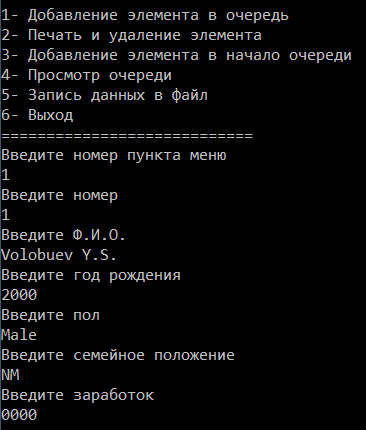 1- Добавление элемента в очередь
2- Печать и удаление элемента
3- Добавление элемента в начало очереди
4- Просмотр очереди
5- Запись данных в файл
6- Выход
============================
Введите номер пункта меню
1
Введите номер
1
Введите Ф.И.О.
Volobuev Y.S.
Введите год рождения
2000
Введите пол
Male
Введите семейное положение
NM
Введите заработок
0000